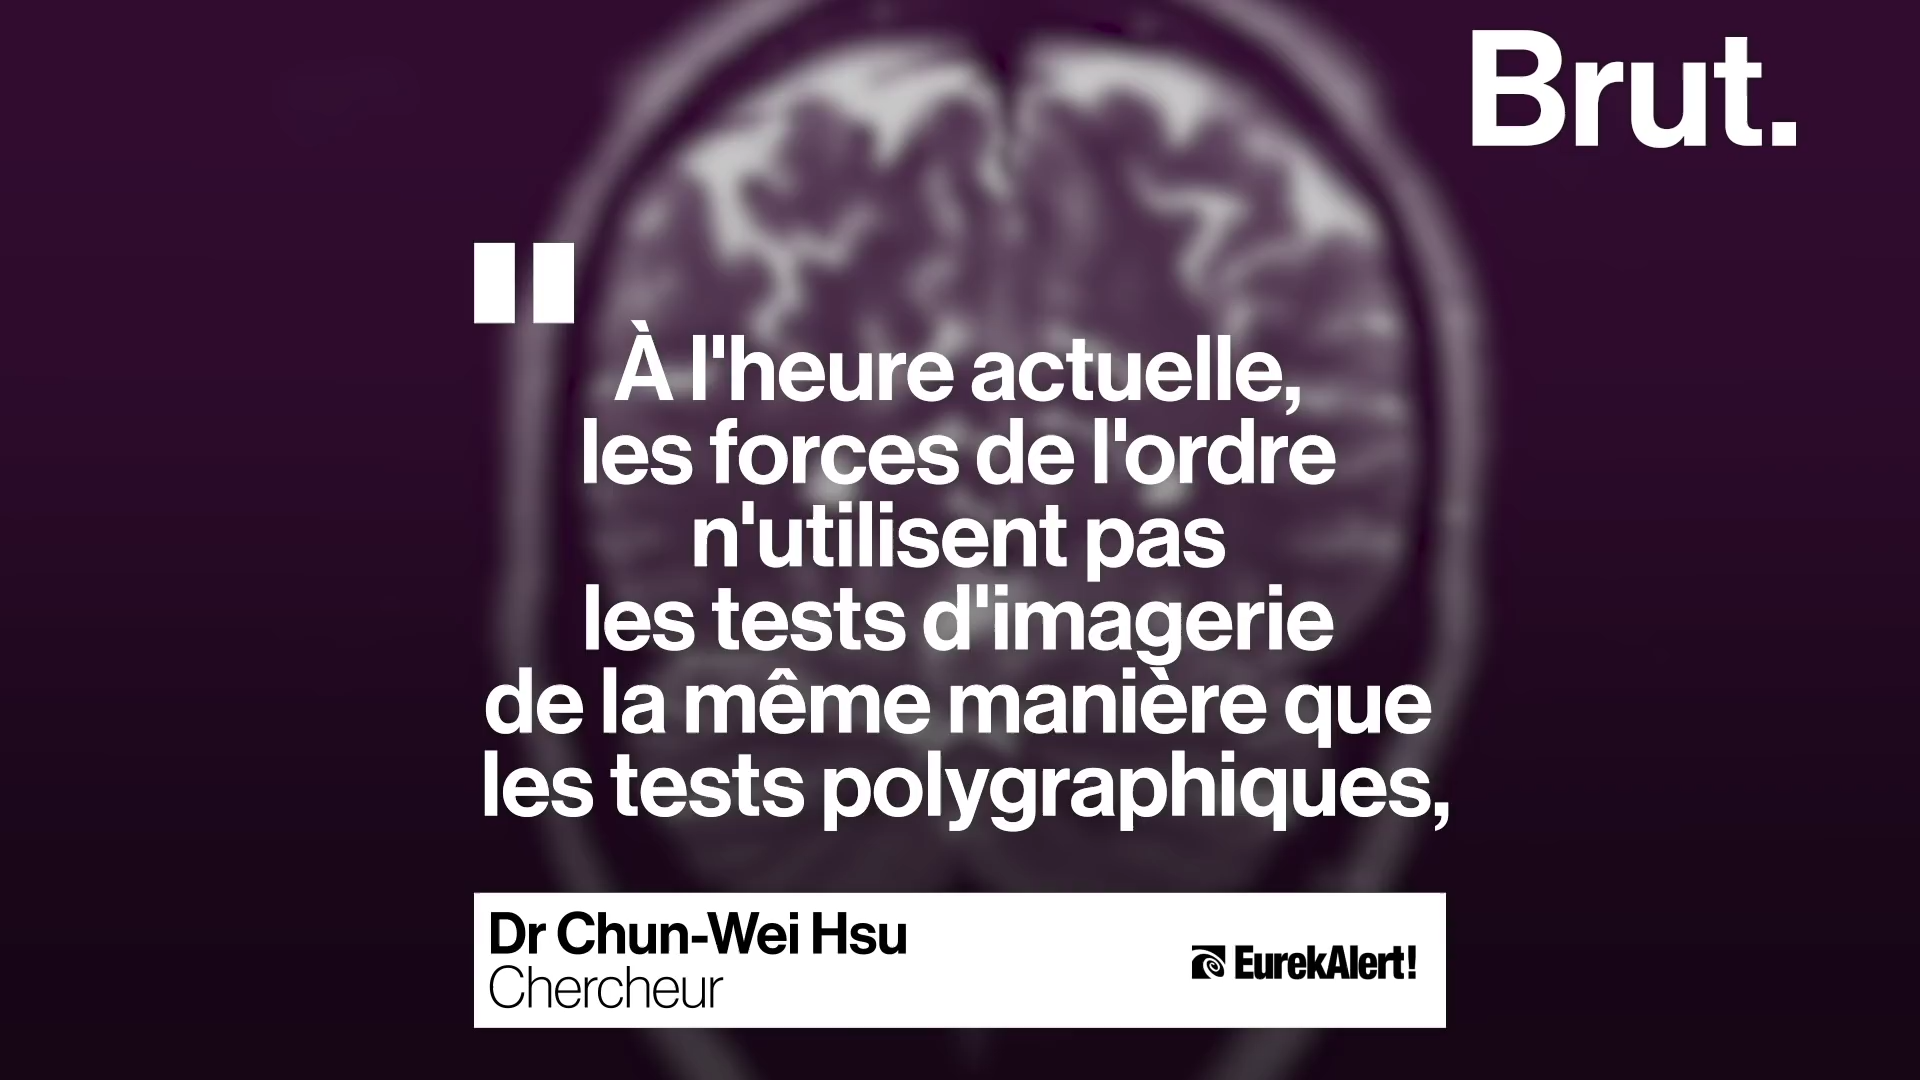 Brut.
"
À l'heure actuelle,
les forces de l'ordre
n'utilisent pas
les tests d'imagerie
de la même manière que
les tests polygraphiques,
Dr Chun-Wei Hsu
Chercheur
EurekAlert!